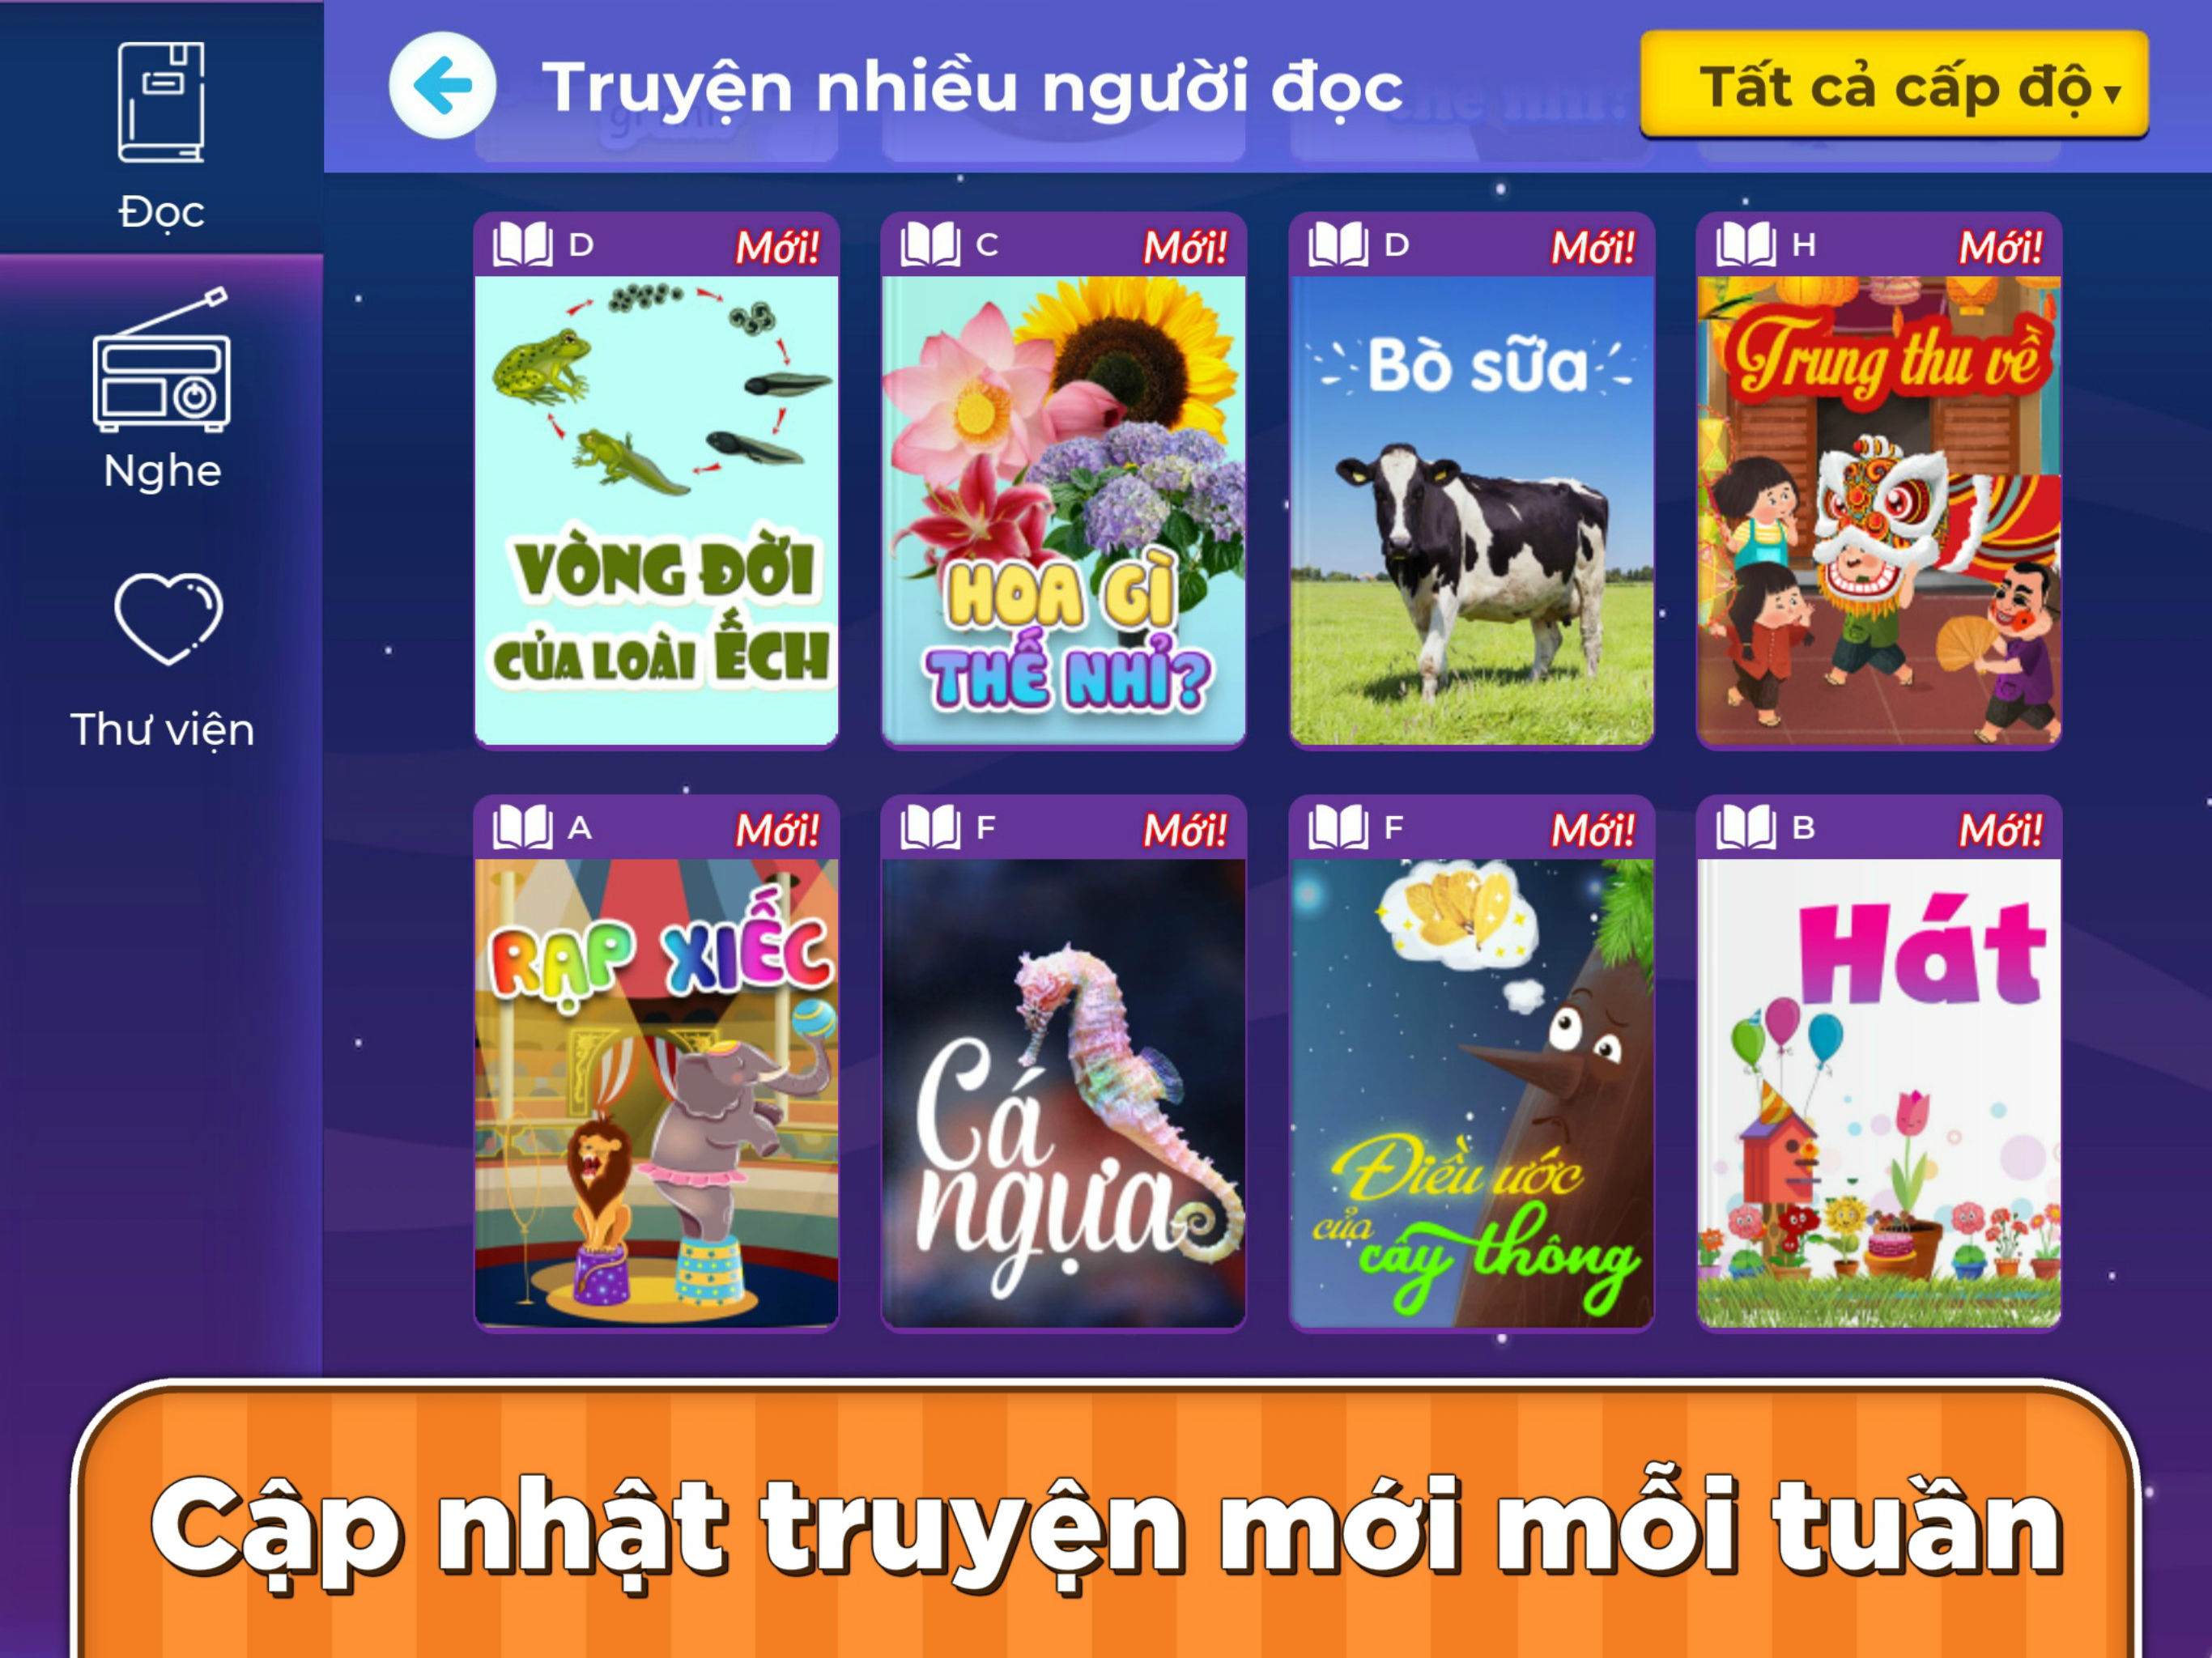 Đọc
Nghe
Thư viện
Truyện nhiều người đọc
Tất cả cấp độ
D Mới!
VÒNG ĐỜI
CỦA LOÀI ẾCH
C Mới!
HOA GÌ
THẾ NHỈ?
D Mới!
Bò sữa
H Mới!
Trung thu về
A Mới!
RẠP XIẾC
F Mới!
Cá
ngựa
F Mới!
Điều ước
của
cây thông
B Mới!
Hát
Cập nhật truyện mới mỗi tuần